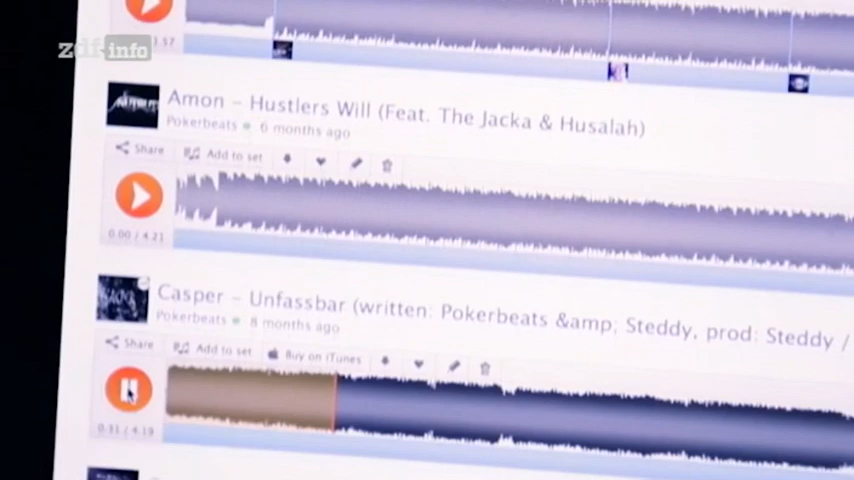 zdf info
1.57
Amon – Hustlers Will (Feat. The Jacka & Husalah)
Pokerbeats 6 months ago
Share Add to set
0.00 / 4.21
Casper – Unfassbar (written: Pokerbeats &amp; Steddy, prod: Steddy /
Pokerbeats 8 months ago
Share Add to set Buy on iTunes
0.31 / 4.19